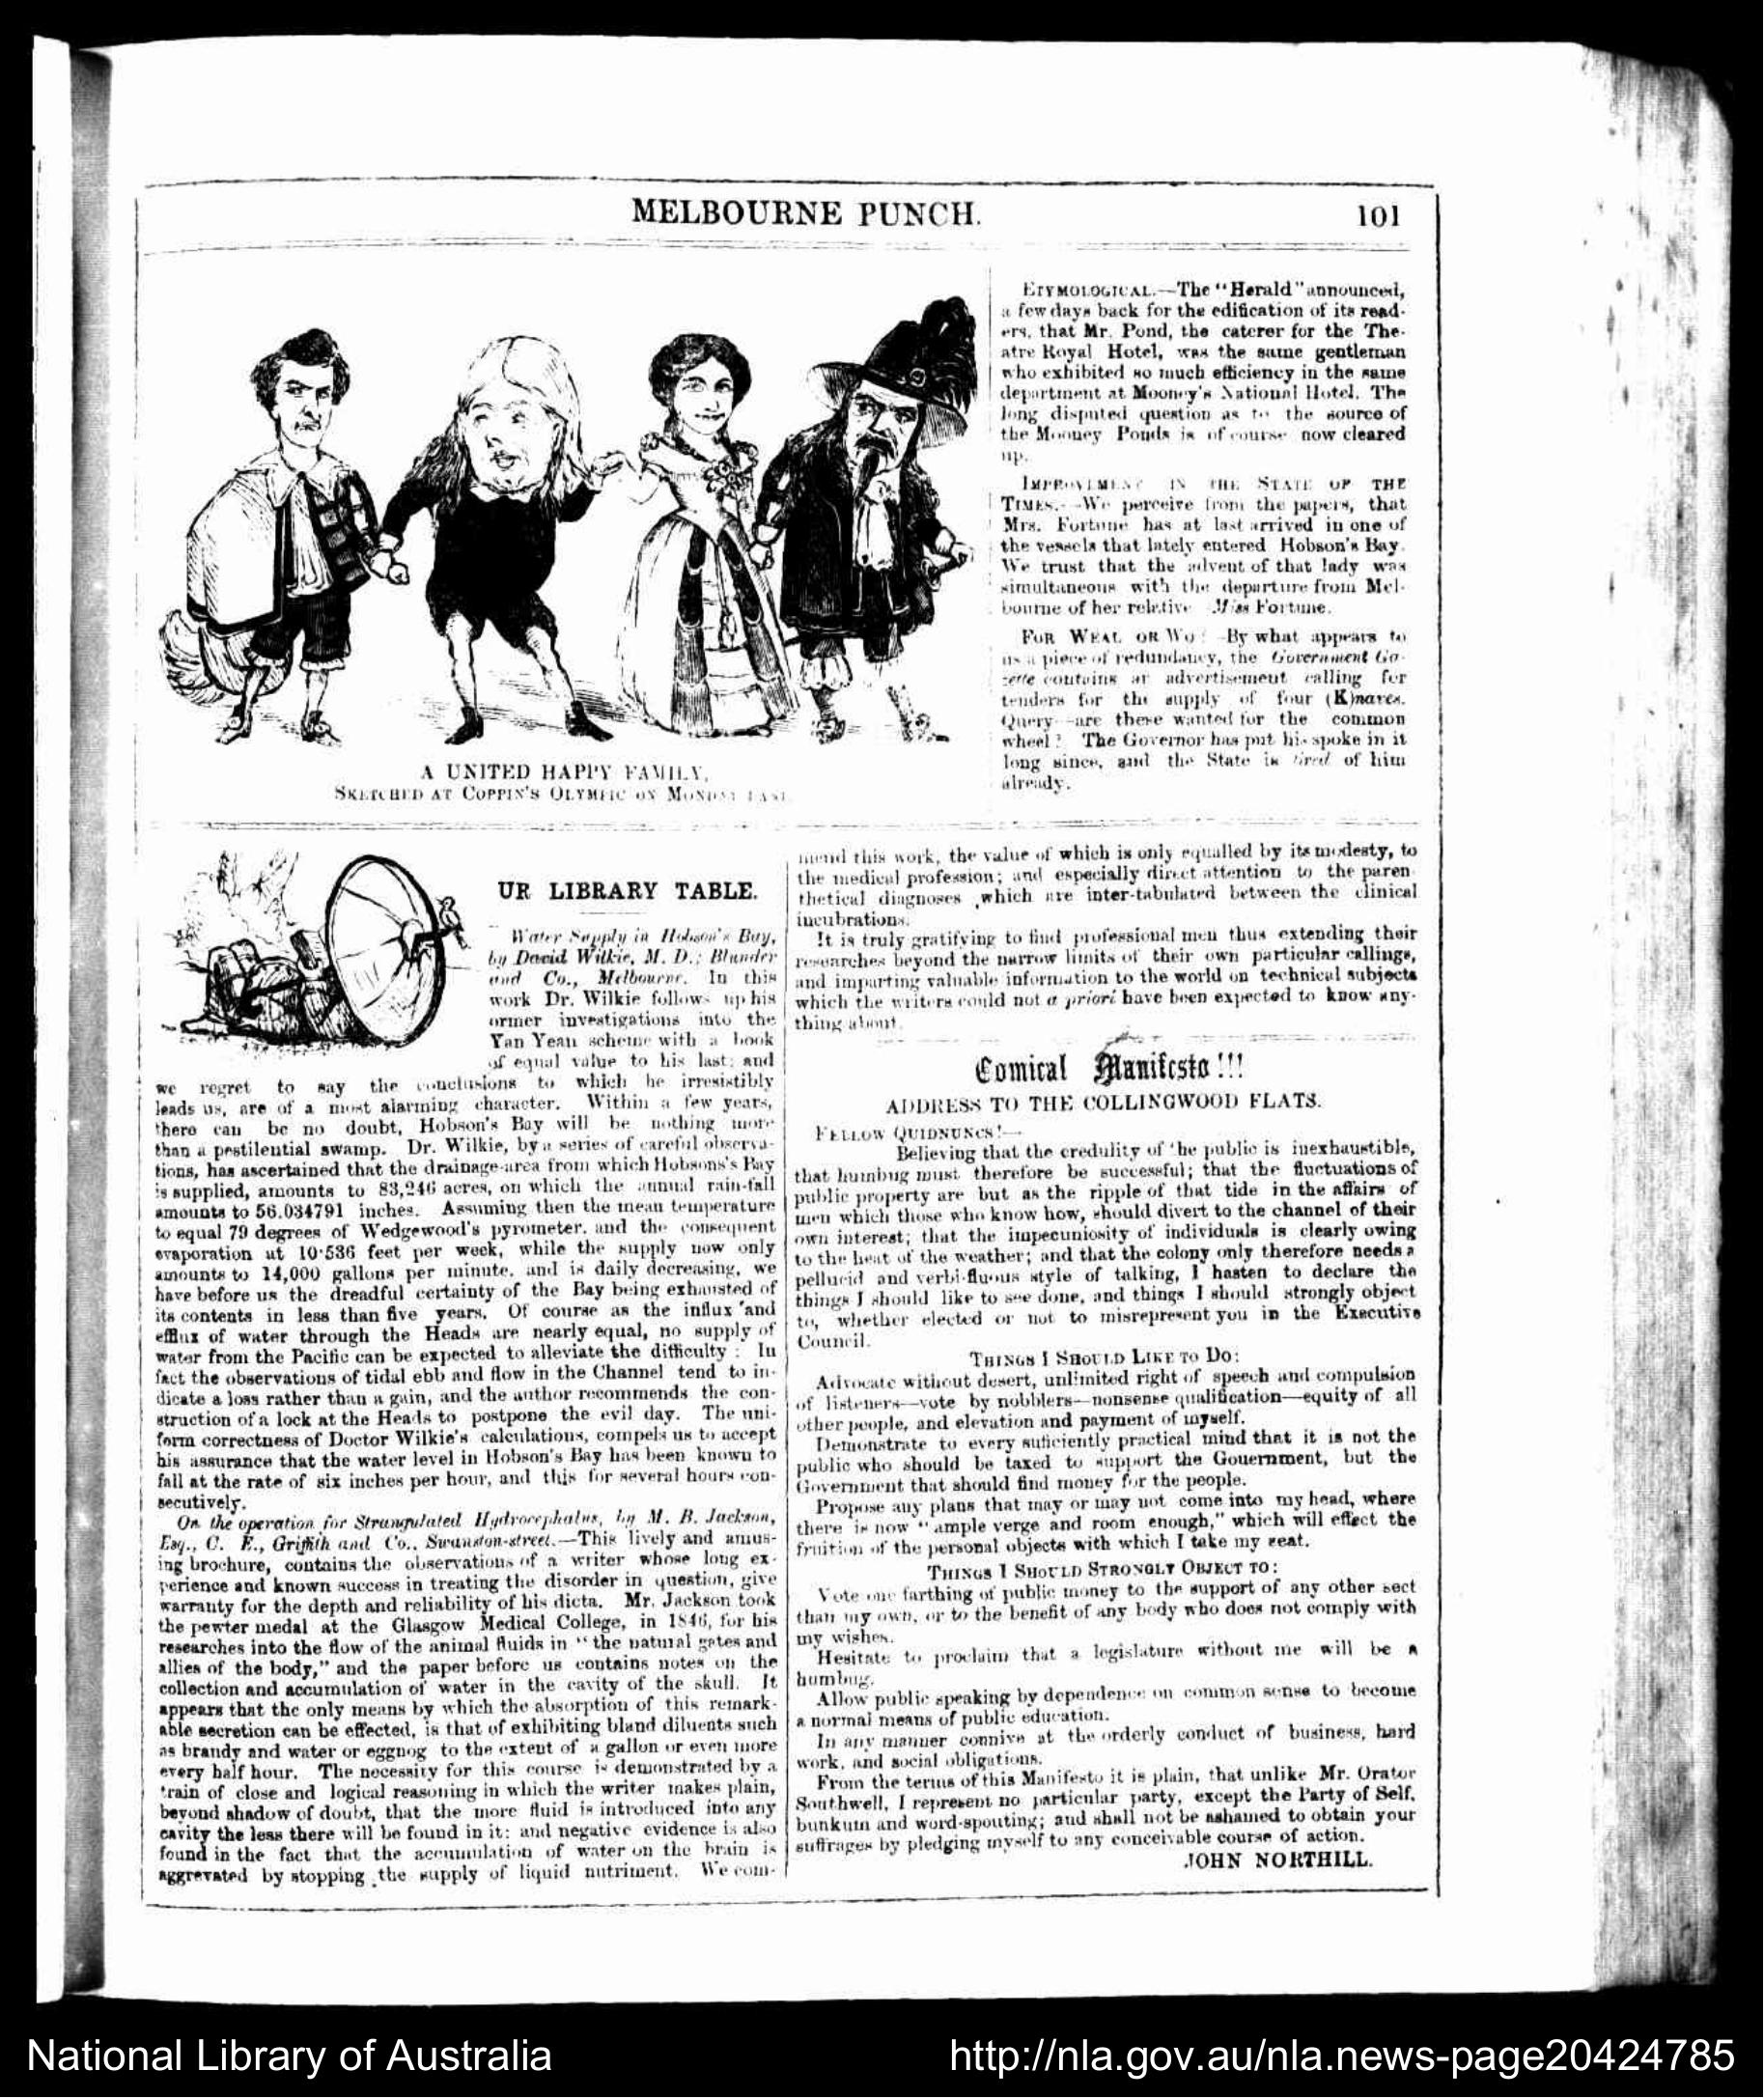 MELBOURNE PUNCH.
101
A UNITED HAPPY FAMILY,
SKETCHED AT COPPIN'S OLYMPIC ON MONDAY LAST
ETYMOLOGICAL.—The "Herald" announced,
a few days back for the edification of its read-
ers, that Mr. Pond, the caterer for the The-
atre Royal Hotel, was the same gentleman
who exhibited so much efficiency in the same
department at Mooney's National Hotel. The
long disputed question as to the source of
the Mooney Ponds is of course now cleared
up.
IMPROVEMENT IN THE STATE OF THE
TIMES.—We perceive from the papers, that
Mrs. Fortune has at last arrived in one of
the vessels that lately entered Hobson's Bay.
We trust that the advent of that lady was
simultaneous with the departure from Mel-
bourne of her relative Miss Fortune.
FOR WEAL OR WO! —By what appears to
us a piece of redundancy, the Government Ga-
zette contains an advertisement calling for
tenders for the supply of four (K)naves.
Query—are these wanted for the common
wheel? The Governor has put his spoke in it
long since, and the State is tired of him
already.
UR LIBRARY TABLE.
Water Supply in Hobson's Bay,
by David Wilkie, M. D.; Blunder
and Co., Melbourne. In this
work Dr. Wilkie follows up his
ormer investigations into the
Yan Yean scheme with a book
of equal value to his last; and
we regret to say the conclusions to which he irresistibly
leads us, are of a most alarming character. Within a few years,
there can be no doubt, Hobson's Bay will be nothing more
than a pestilential swamp. Dr. Wilkie, by a series of careful observa-
tions, has ascertained that the drainage-area from which Hobsons's Bay
is supplied, amounts to 83,246 acres, on which the annual rain-fall
amounts to 56.034791 inches. Assuming then the mean temperature
to equal 79 degrees of Wedgewood's pyrometer, and the consequent
evaporation at 10·536 feet per week, while the supply now only
amounts to 14,000 gallons per minute, and is daily decreasing, we
have before us the dreadful certainty of the Bay being exhausted of
its contents in less than five years. Of course as the influx and
efflux of water through the Heads are nearly equal, no supply of
water from the Pacific can be expected to alleviate the difficulty: In
fact the observations of tidal ebb and flow in the Channel tend to in-
dicate a loss rather than a gain, and the author recommends the con-
struction of a lock at the Heads to postpone the evil day. The uni-
form correctness of Doctor Wilkie's calculations, compels us to accept
his assurance that the water level in Hobson's Bay has been known to
fall at the rate of six inches per hour, and this for several hours con-
secutively.
On the operation for Strangulated Hydrocephalus, by M. B. Jackson,
Esq., C. E., Griffith and Co., Swanston-street.—This lively and amus-
ing brochure, contains the observations of a writer whose long ex-
perience and known success in treating the disorder in question, give
warranty for the depth and reliability of his dicta. Mr. Jackson took
the pewter medal at the Glasgow Medical College, in 1846, for his
researches into the flow of the animal fluids in "the natural gates and
allies of the body," and the paper before us contains notes on the
collection and accumulation of water in the cavity of the skull. It
appears that the only means by which the absorption of this remark-
able secretion can be effected, is that of exhibiting bland diluents such
as brandy and water or eggnog to the extent of a gallon or even more
every half hour. The necessity for this course is demonstrated by a
train of close and logical reasoning in which the writer makes plain,
beyond shadow of doubt, that the more fluid is introduced into any
cavity the less there will be found in it: and negative evidence is also
found in the fact that the accumulation of water on the brain is
aggrevated by stopping the supply of liquid nutriment. We com-
mend this work, the value of which is only equalled by its modesty, to
the medical profession; and especially direct attention to the paren-
thetical diagnoses which are inter-tabulated between the clinical
incubrations.
It is truly gratifying to find professional men thus extending their
researches beyond the narrow limits of their own particular callings,
and imparting valuable information to the world on technical subjects
which the writers could not a priori have been expected to know any-
thing about.
Comical Manifesto!!!
ADDRESS TO THE COLLINGWOOD FLATS.
FELLOW QUIDNUNCS!—
Believing that the credulity of the public is inexhaustible,
that humbug must therefore be successful; that the fluctuations of
public property are but as the ripple of that tide in the affairs of
men which those who know how, should divert to the channel of their
own interest; that the impecuniosity of individuals is clearly owing
to the heat of the weather; and that the colony only therefore needs a
pellucid and verbi-fluous style of talking, I hasten to declare the
things I should like to see done, and things I should strongly object
to, whether elected or not to misrepresent you in the Executive
Council.
THINGS I SHOULD LIKE TO DO:
Advocate without desert, unlimited right of speech and compulsion
of listeners—vote by nobblers—nonsense qualification—equity of all
other people, and elevation and payment of myself.
Demonstrate to every suficiently practical mind that it is not the
public who should be taxed to support the Gouernment, but the
Government that should find money for the people.
Propose any plans that may or may not come into my head, where
there is now "ample verge and room enough," which will effect the
fruition of the personal objects with which I take my seat.
THINGS I SHOULD STRONGLY OBJECT TO:
Vote one farthing of public money to the support of any other sect
than my own, or to the benefit of any body who does not comply with
my wishes.
Hesitate to proclaim that a legislature without me will be a
humbug.
Allow public speaking by dependence on common sense to become
a normal means of public education.
In any manner connive at the orderly conduct of business, hard
work, and social obligations.
From the terms of this Manifesto it is plain, that unlike Mr. Orator
Southwell, I represent no particular party, except the Party of Self,
bunkum and word-spouting; and shall not be ashamed to obtain your
suffrages by pledging myself to any conceivable course of action.
JOHN NORTHILL.
National Library of Australia
http://nla.gov.au/nla.news-page20424785